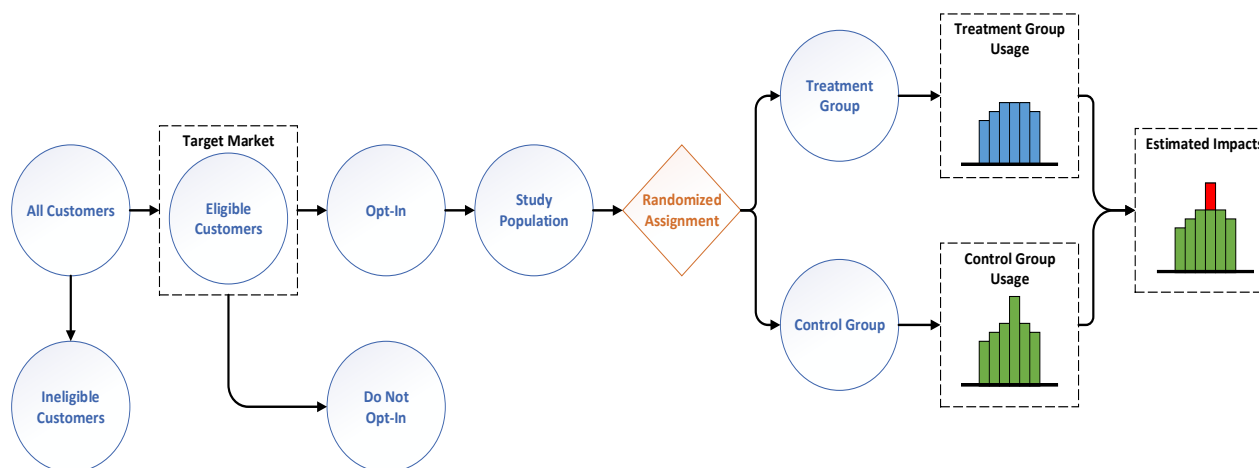 All Customers
Ineligible
Customers
Target Market
Eligible
Customers
Opt-In
Do Not
Opt-In
Study
Population
Randomized
Assignment
Treatment
Group
Control Group
Treatment Group
Usage
Control Group
Usage
Estimated Impacts